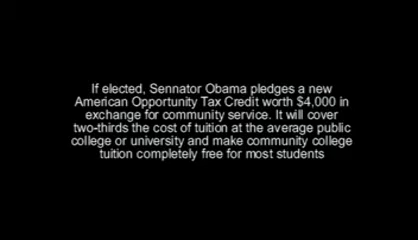 If elected, Sennator Obama pledges a new
American Opportunity Tax Credit worth $4,000 in
exchange for community service. It will cover
two-thirds the cost of tuition at the average public
college or university and make community college
tuition completely free for most students